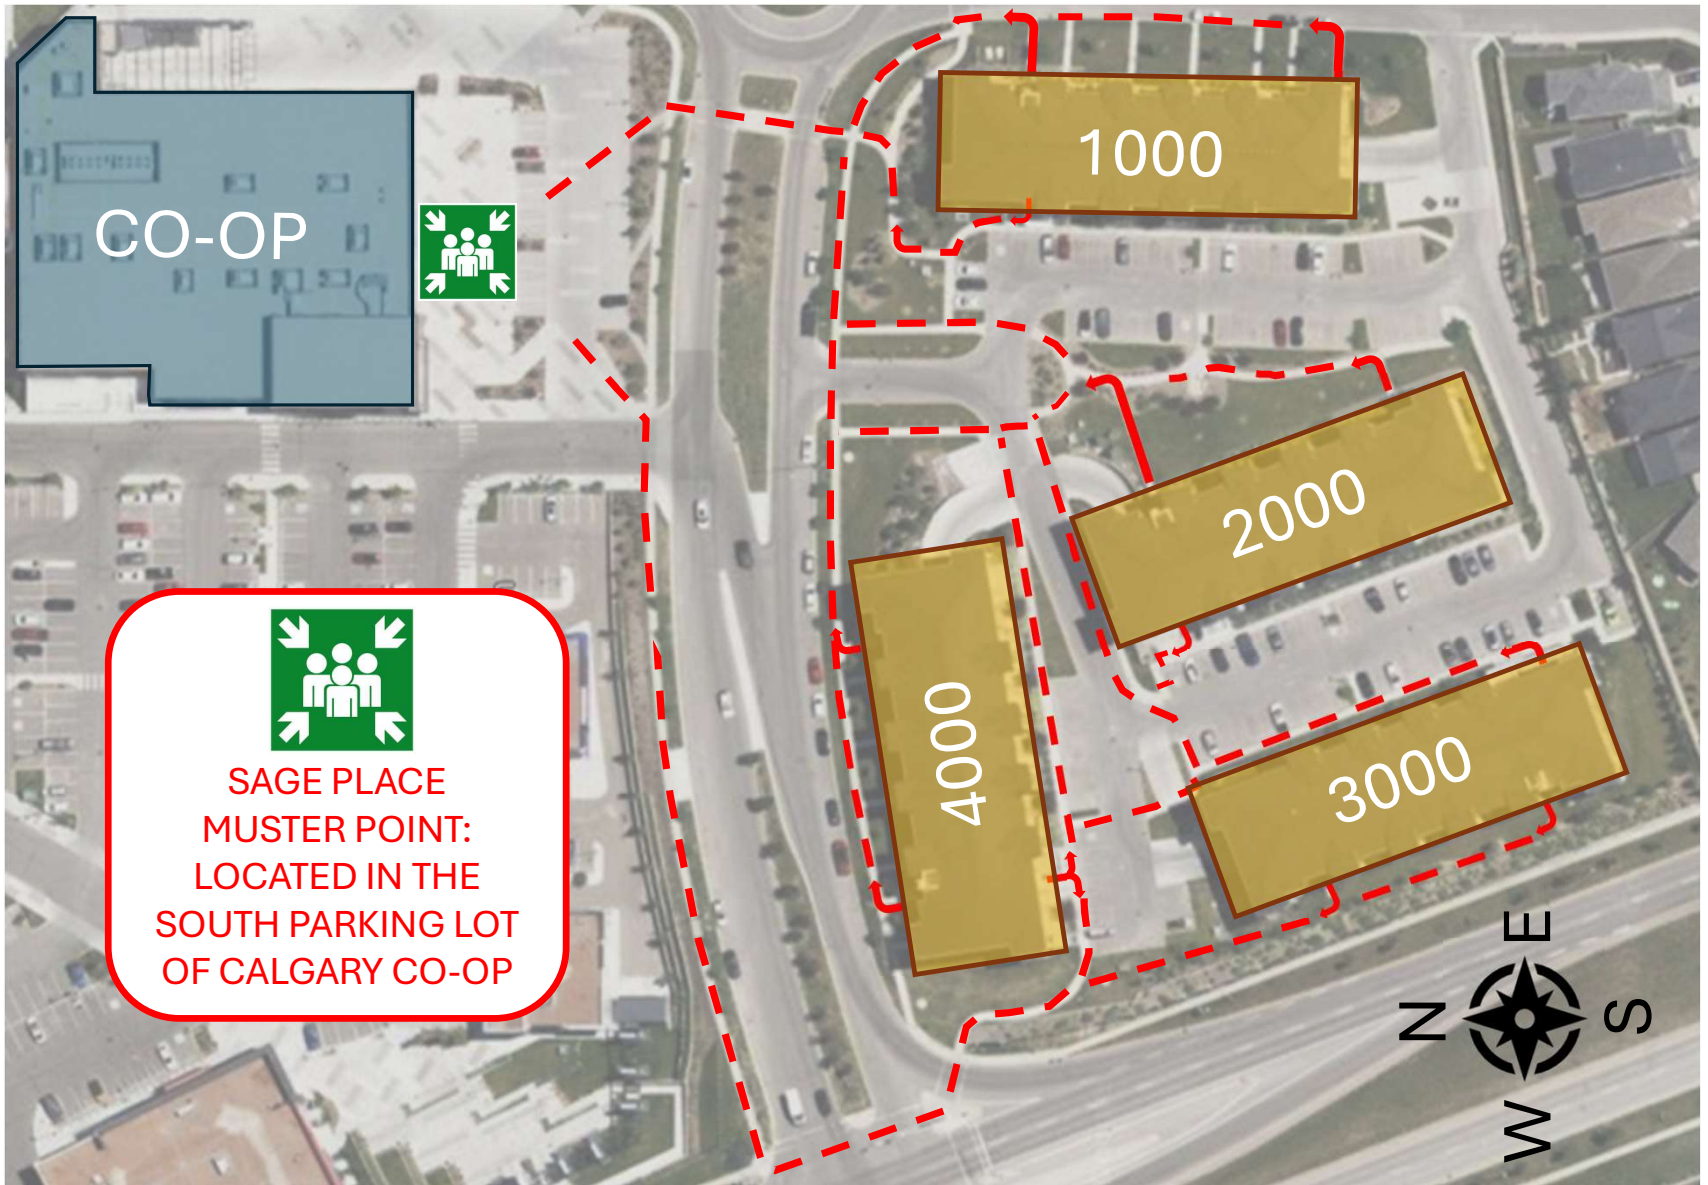 1000
CO-OP
2000
4000
3000
SAGE PLACE
MUSTER POINT:
LOCATED IN THE
SOUTH PARKING LOT
OF CALGARY CO-OP
E
N
S
W